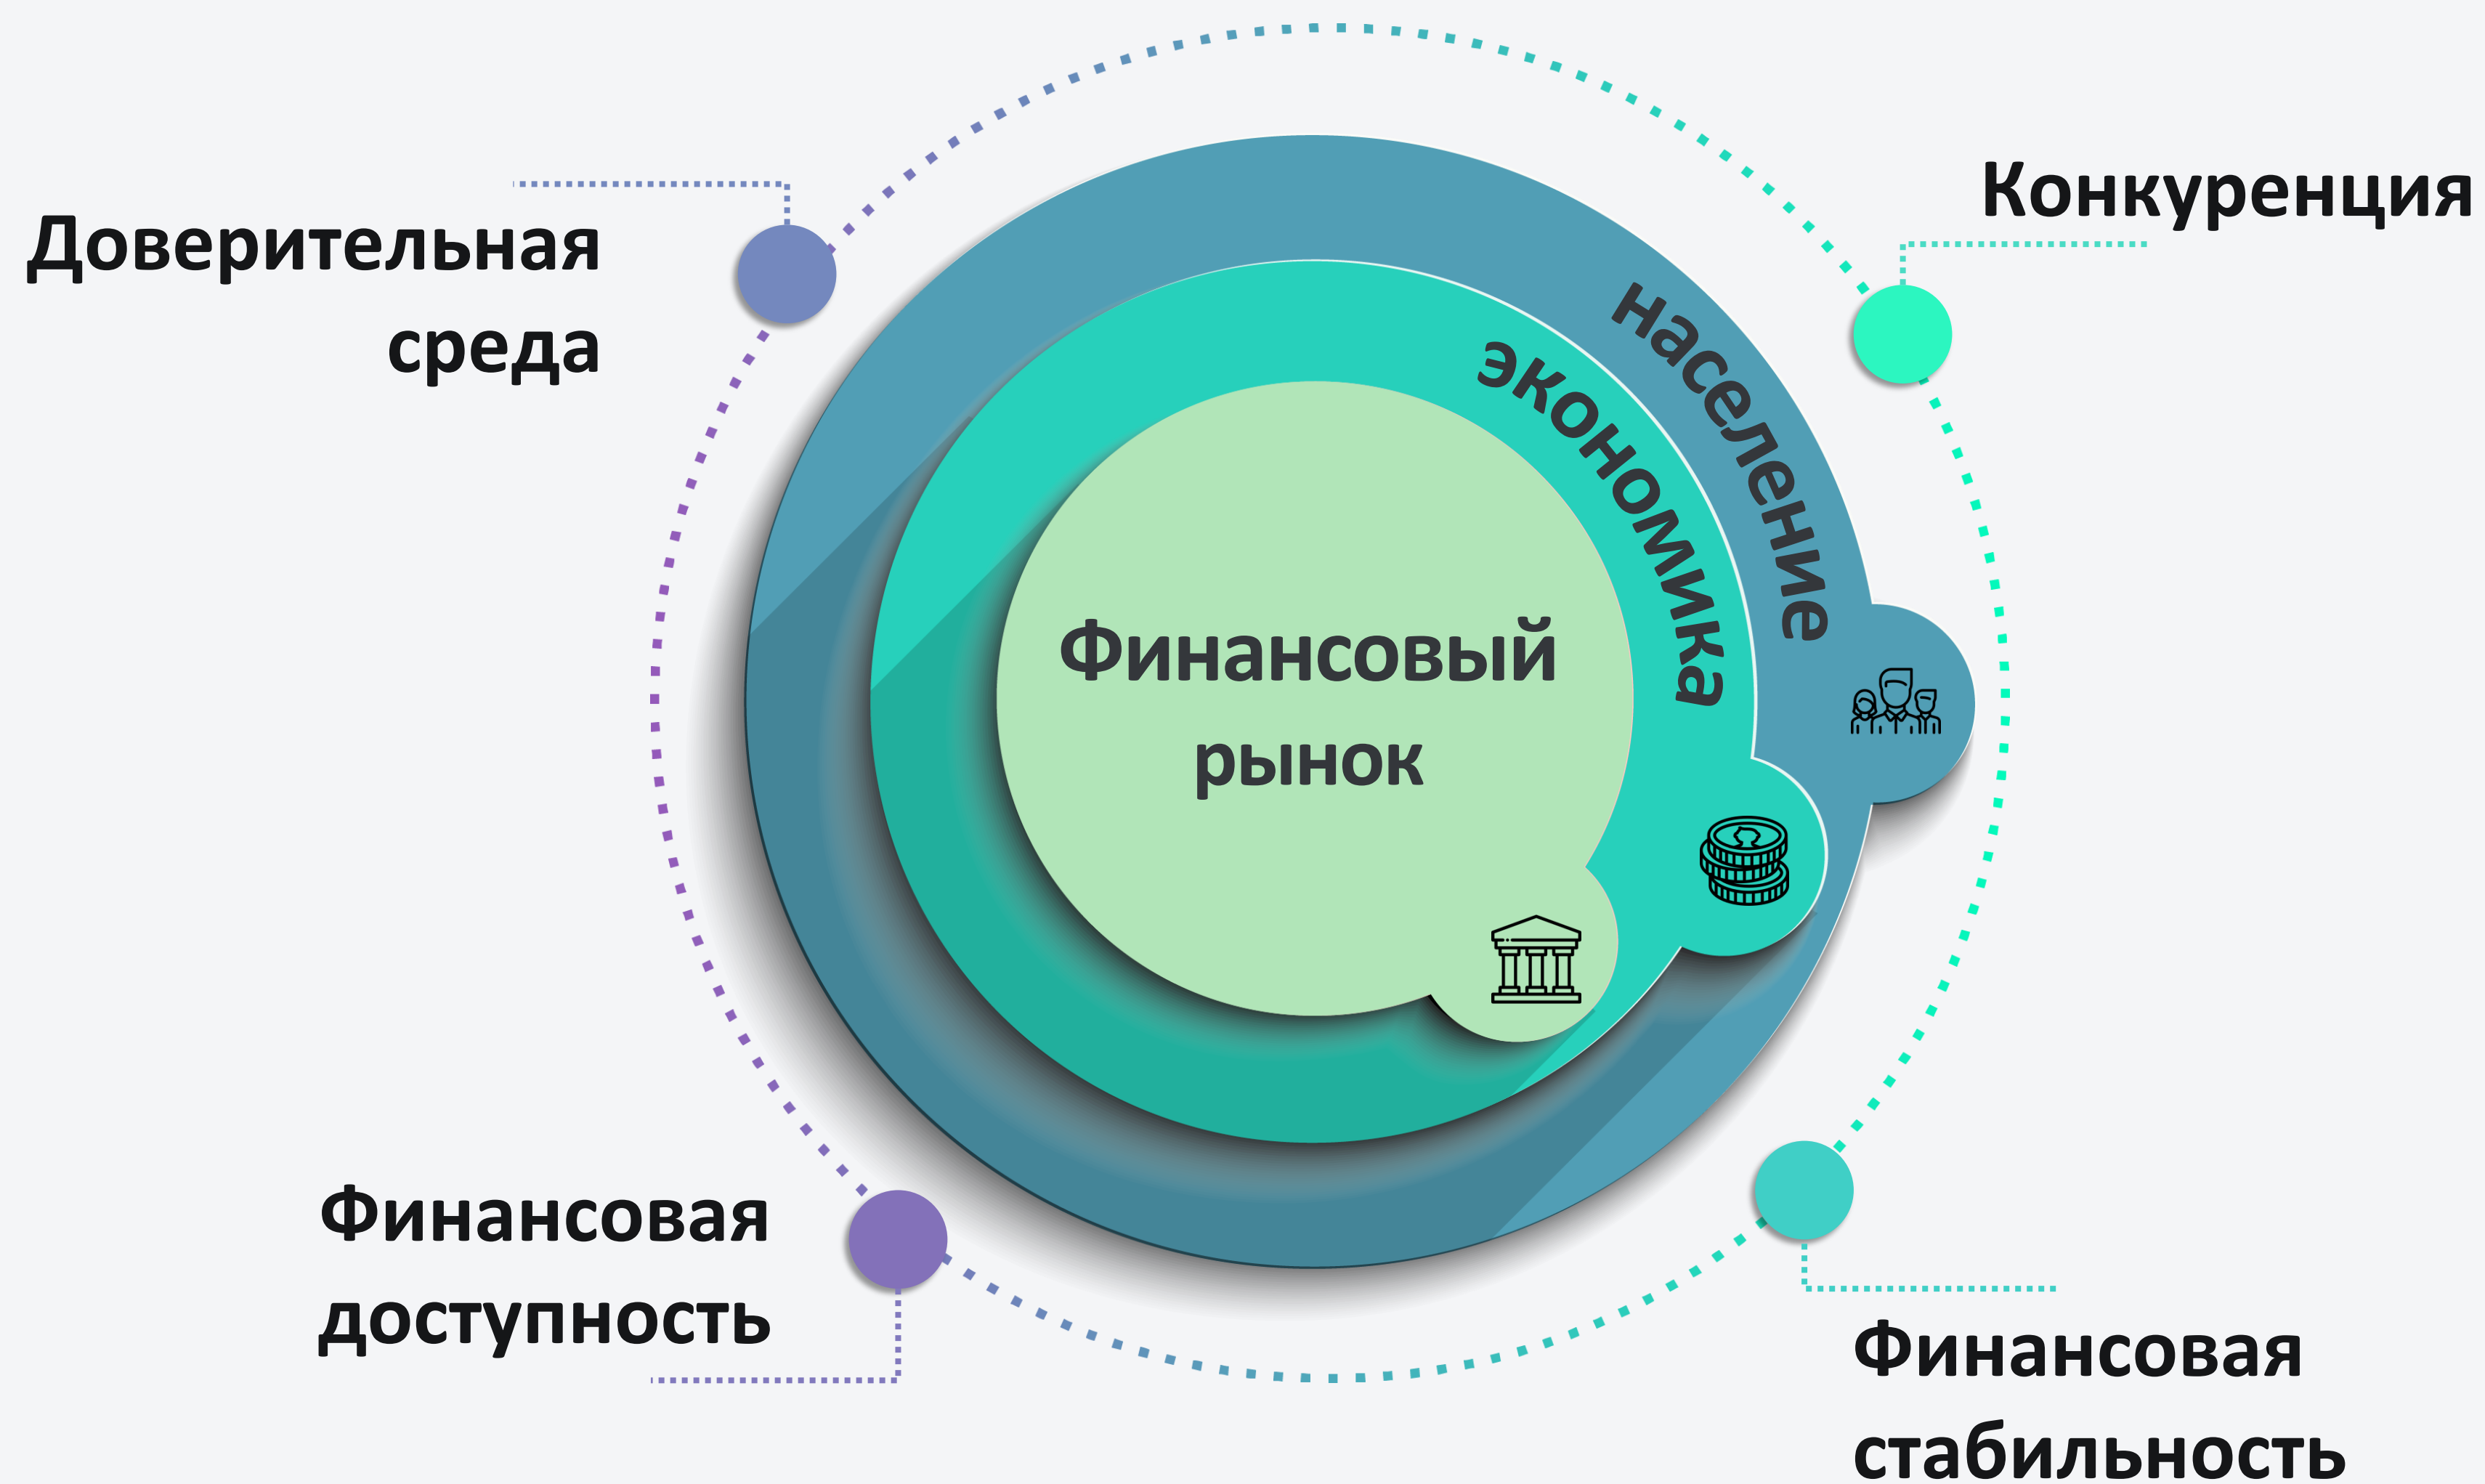 Доверительная
среда
Конкуренция
население
экономика
Финансовый
рынок
Финансовая
доступность
Финансовая
стабильность